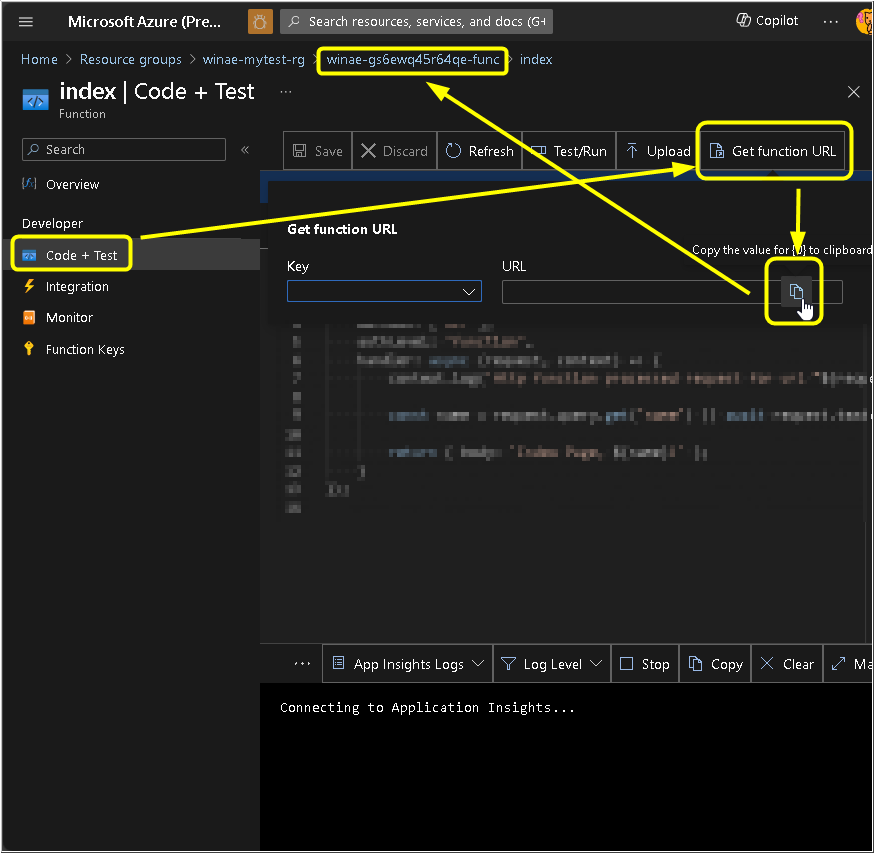 Microsoft Azure (Pre...
Search resources, services, and docs (G+
Copilot
Home > Resource groups > winae-mytest-rg > winae-gs6ewq45r64qe-func > index
index | Code + Test
Function
Search
Save
Discard
Refresh
Test/Run
Upload
Get function URL
Overview
Developer
Code + Test
Integration
Monitor
Function Keys
Get function URL
Copy the value for {0} to clipboard
Key
URL
App Insights Logs
Log Level
Stop
Copy
Clear
Ma
Connecting to Application Insights...